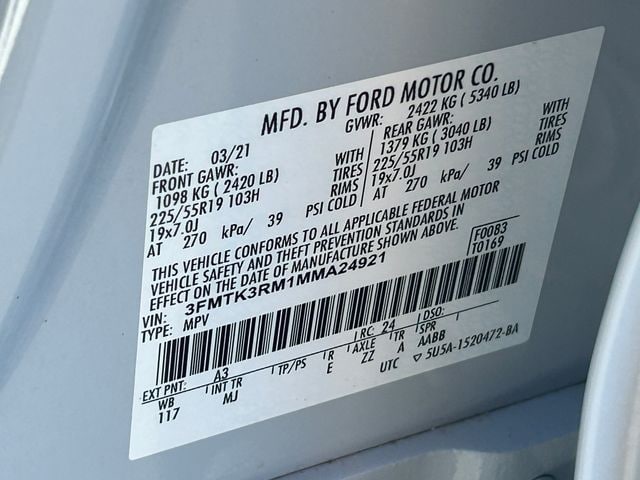 MFD. BY FORD MOTOR CO.
DATE: 03/21 GVWR: 2422 KG ( 5340 LB)
FRONT GAWR: REAR GAWR:
1098 KG ( 2420 LB) WITH 1379 KG ( 3040 LB) WITH
225/55R19 103H TIRES 225/55R19 103H TIRES
19x7.0J RIMS 19x7.0J RIMS
AT 270 kPa/ 39 PSI COLD AT 270 kPa/ 39 PSI COLD
THIS VEHICLE CONFORMS TO ALL APPLICABLE FEDERAL MOTOR
VEHICLE SAFETY AND THEFT PREVENTION STANDARDS IN
EFFECT ON THE DATE OF MANUFACTURE SHOWN ABOVE.
VIN: 3FMTK3RM1MMA24921 F0083
TYPE: MPV T0169
EXT PNT: A3 RC: 24 DSO:
WB INT TR TP/PS R AXLE TR SPR
117 MJ E ZZ A AABB
UTC ▽ 5U5A-1520472-BA